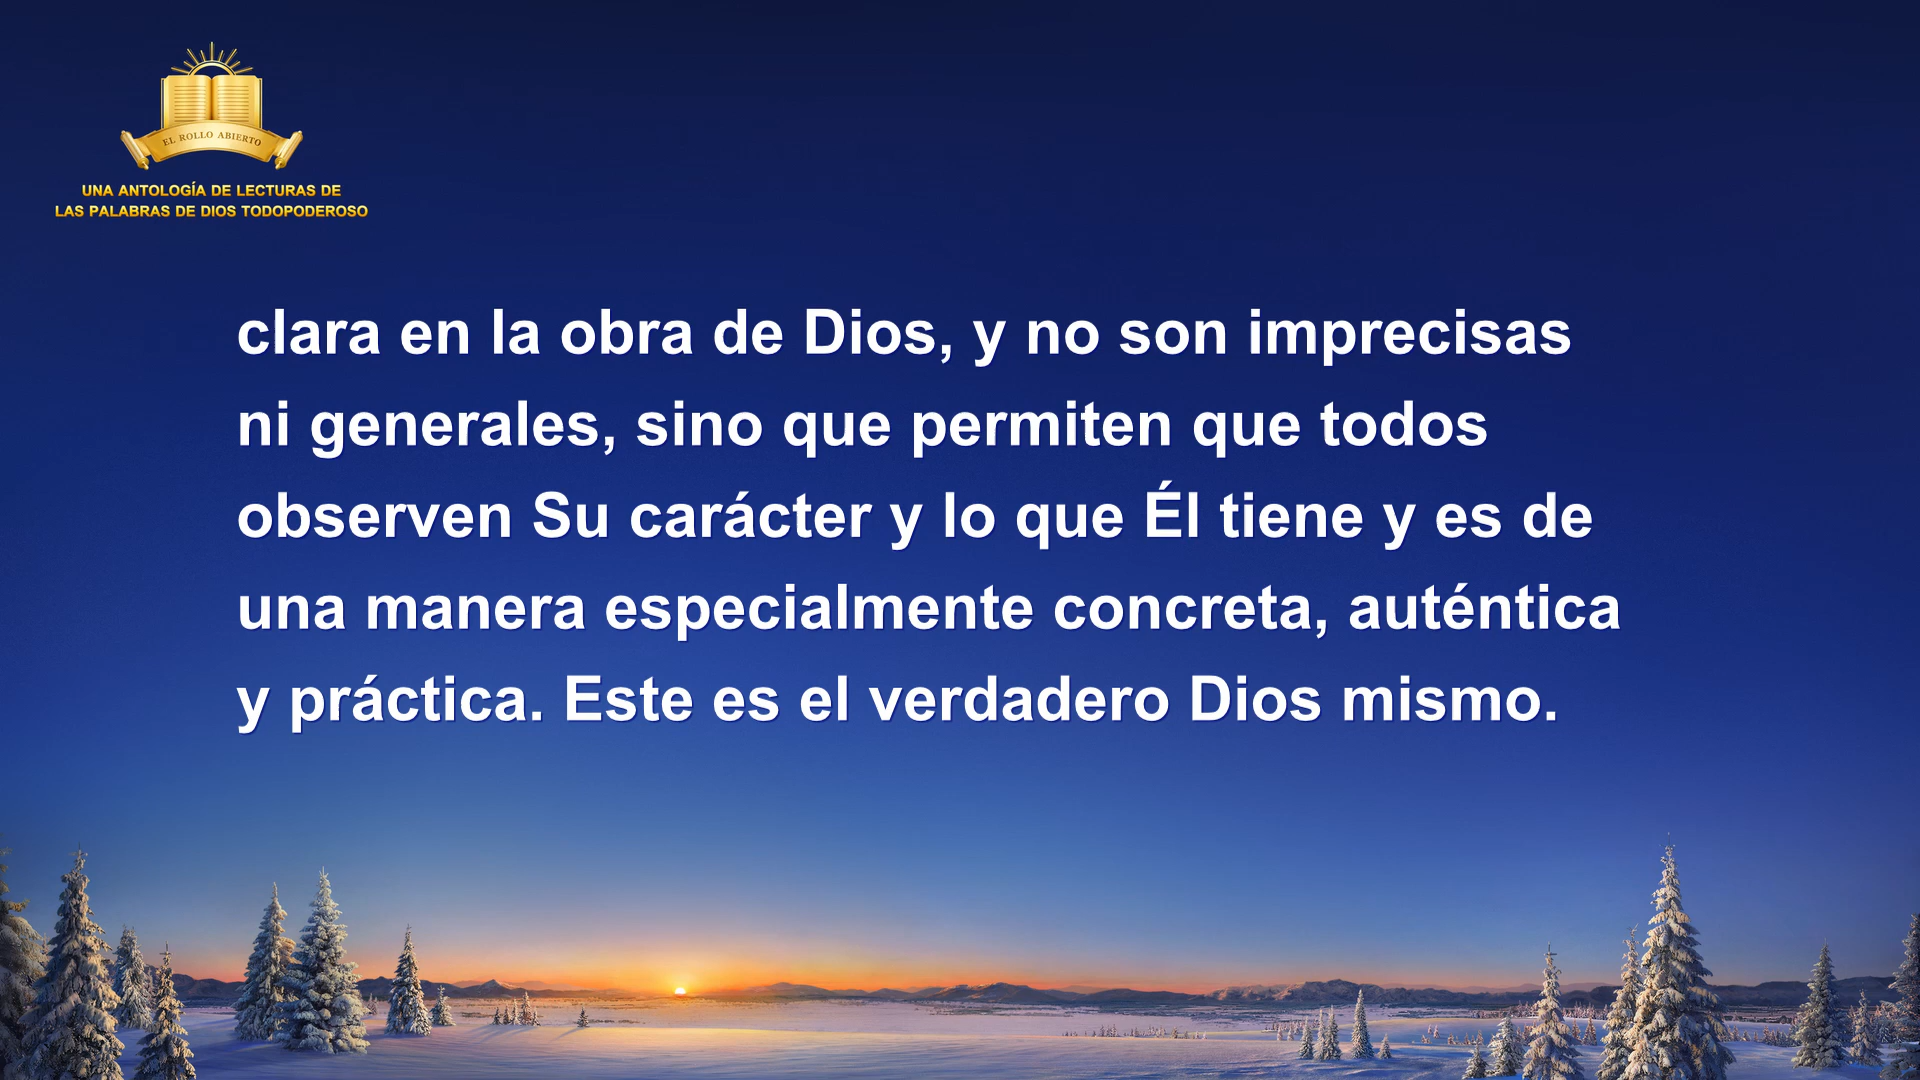 EL ROLLO ABIERTO
UNA ANTOLOGÍA DE LECTURAS DE
LAS PALABRAS DE DIOS TODOPODEROSO
clara en la obra de Dios, y no son imprecisas
ni generales, sino que permiten que todos
observen Su carácter y lo que Él tiene y es de
una manera especialmente concreta, auténtica
y práctica. Este es el verdadero Dios mismo.